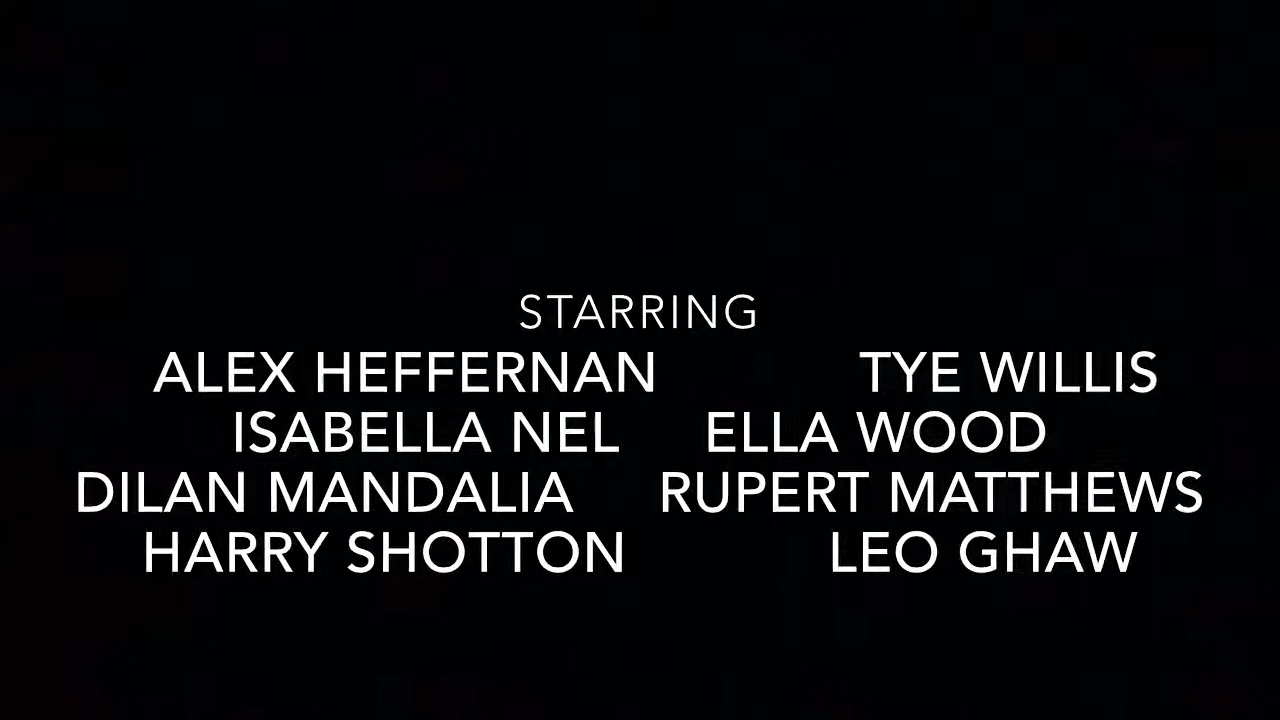 STARRING
ALEX HEFFERNAN TYE WILLIS
ISABELLA NEL ELLA WOOD
DILAN MANDALIA RUPERT MATTHEWS
HARRY SHOTTON LEO GHAW